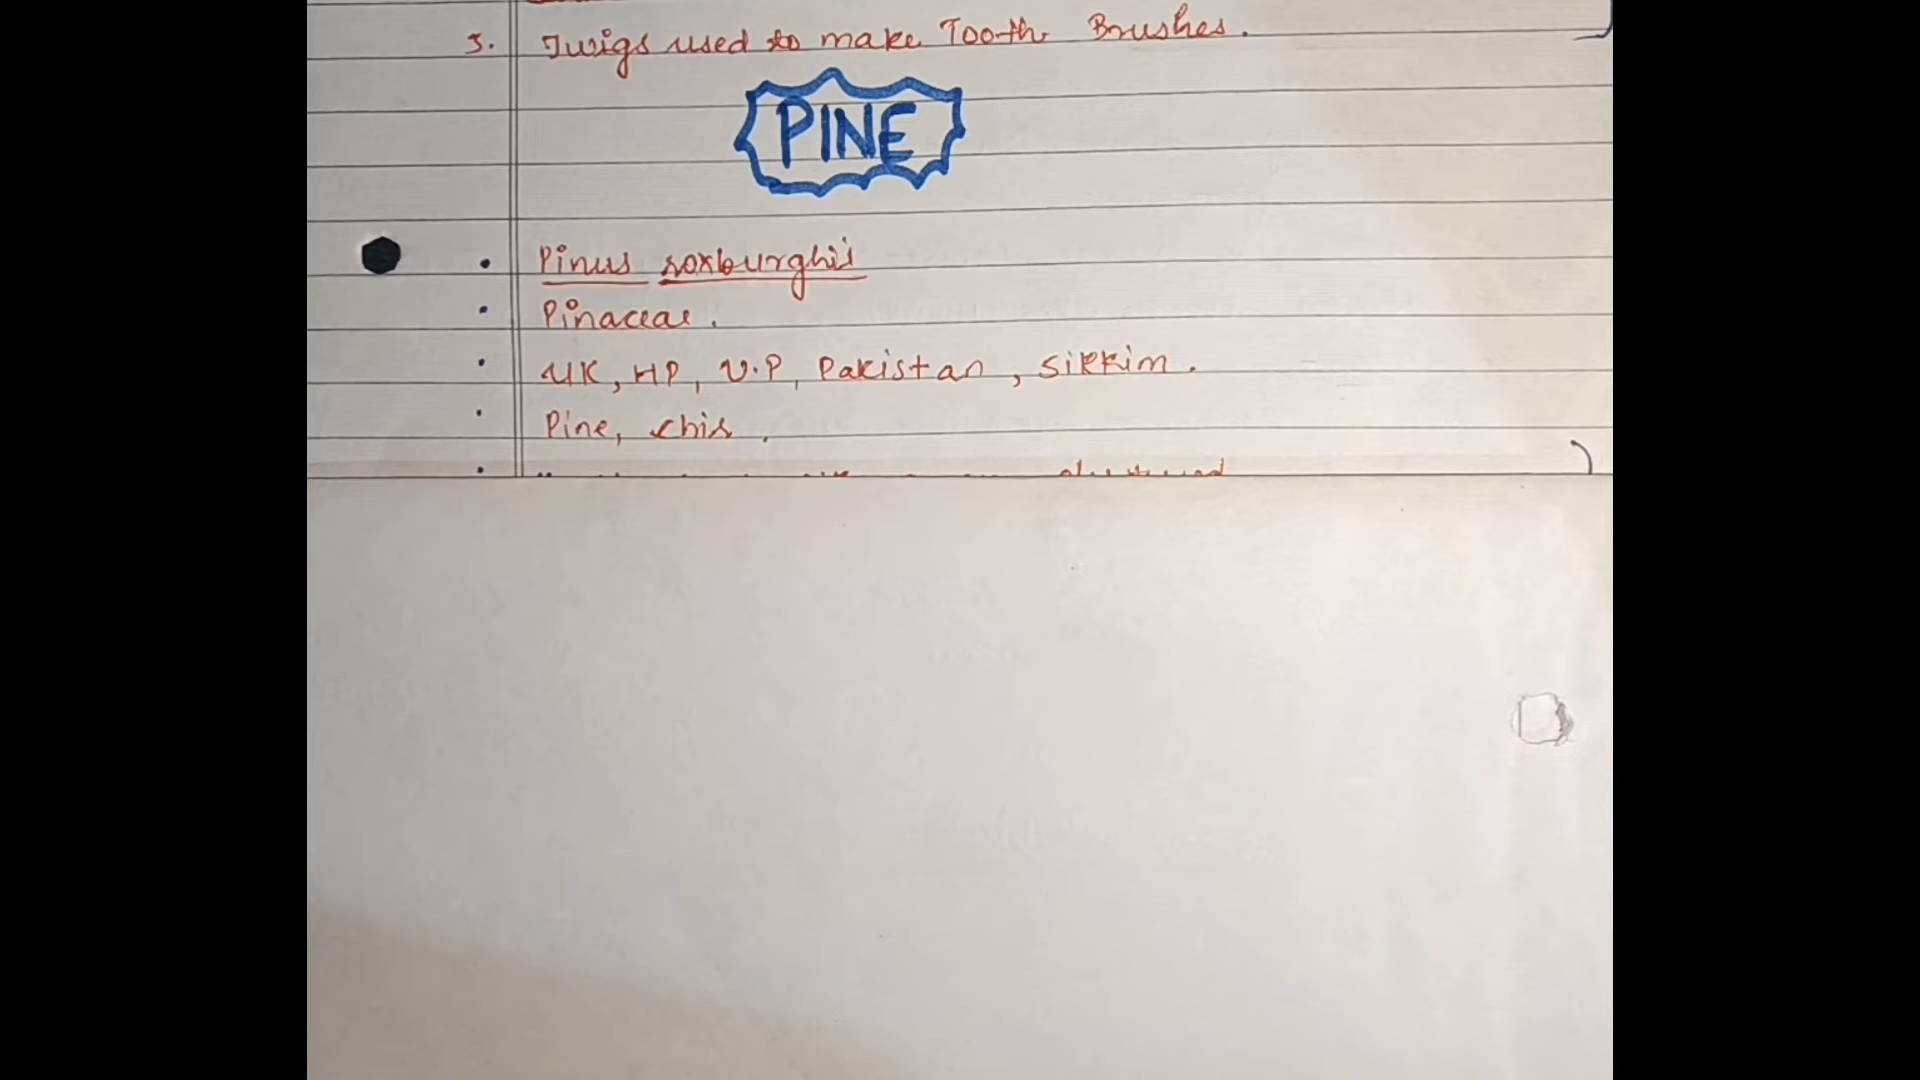 3. Twigs used to make Tooth Brushes.
PINE
• Pinus roxburghii
• Pinaceae.
• UK, HP, U.P, Pakistan, Sikkim.
• Pine, chir.